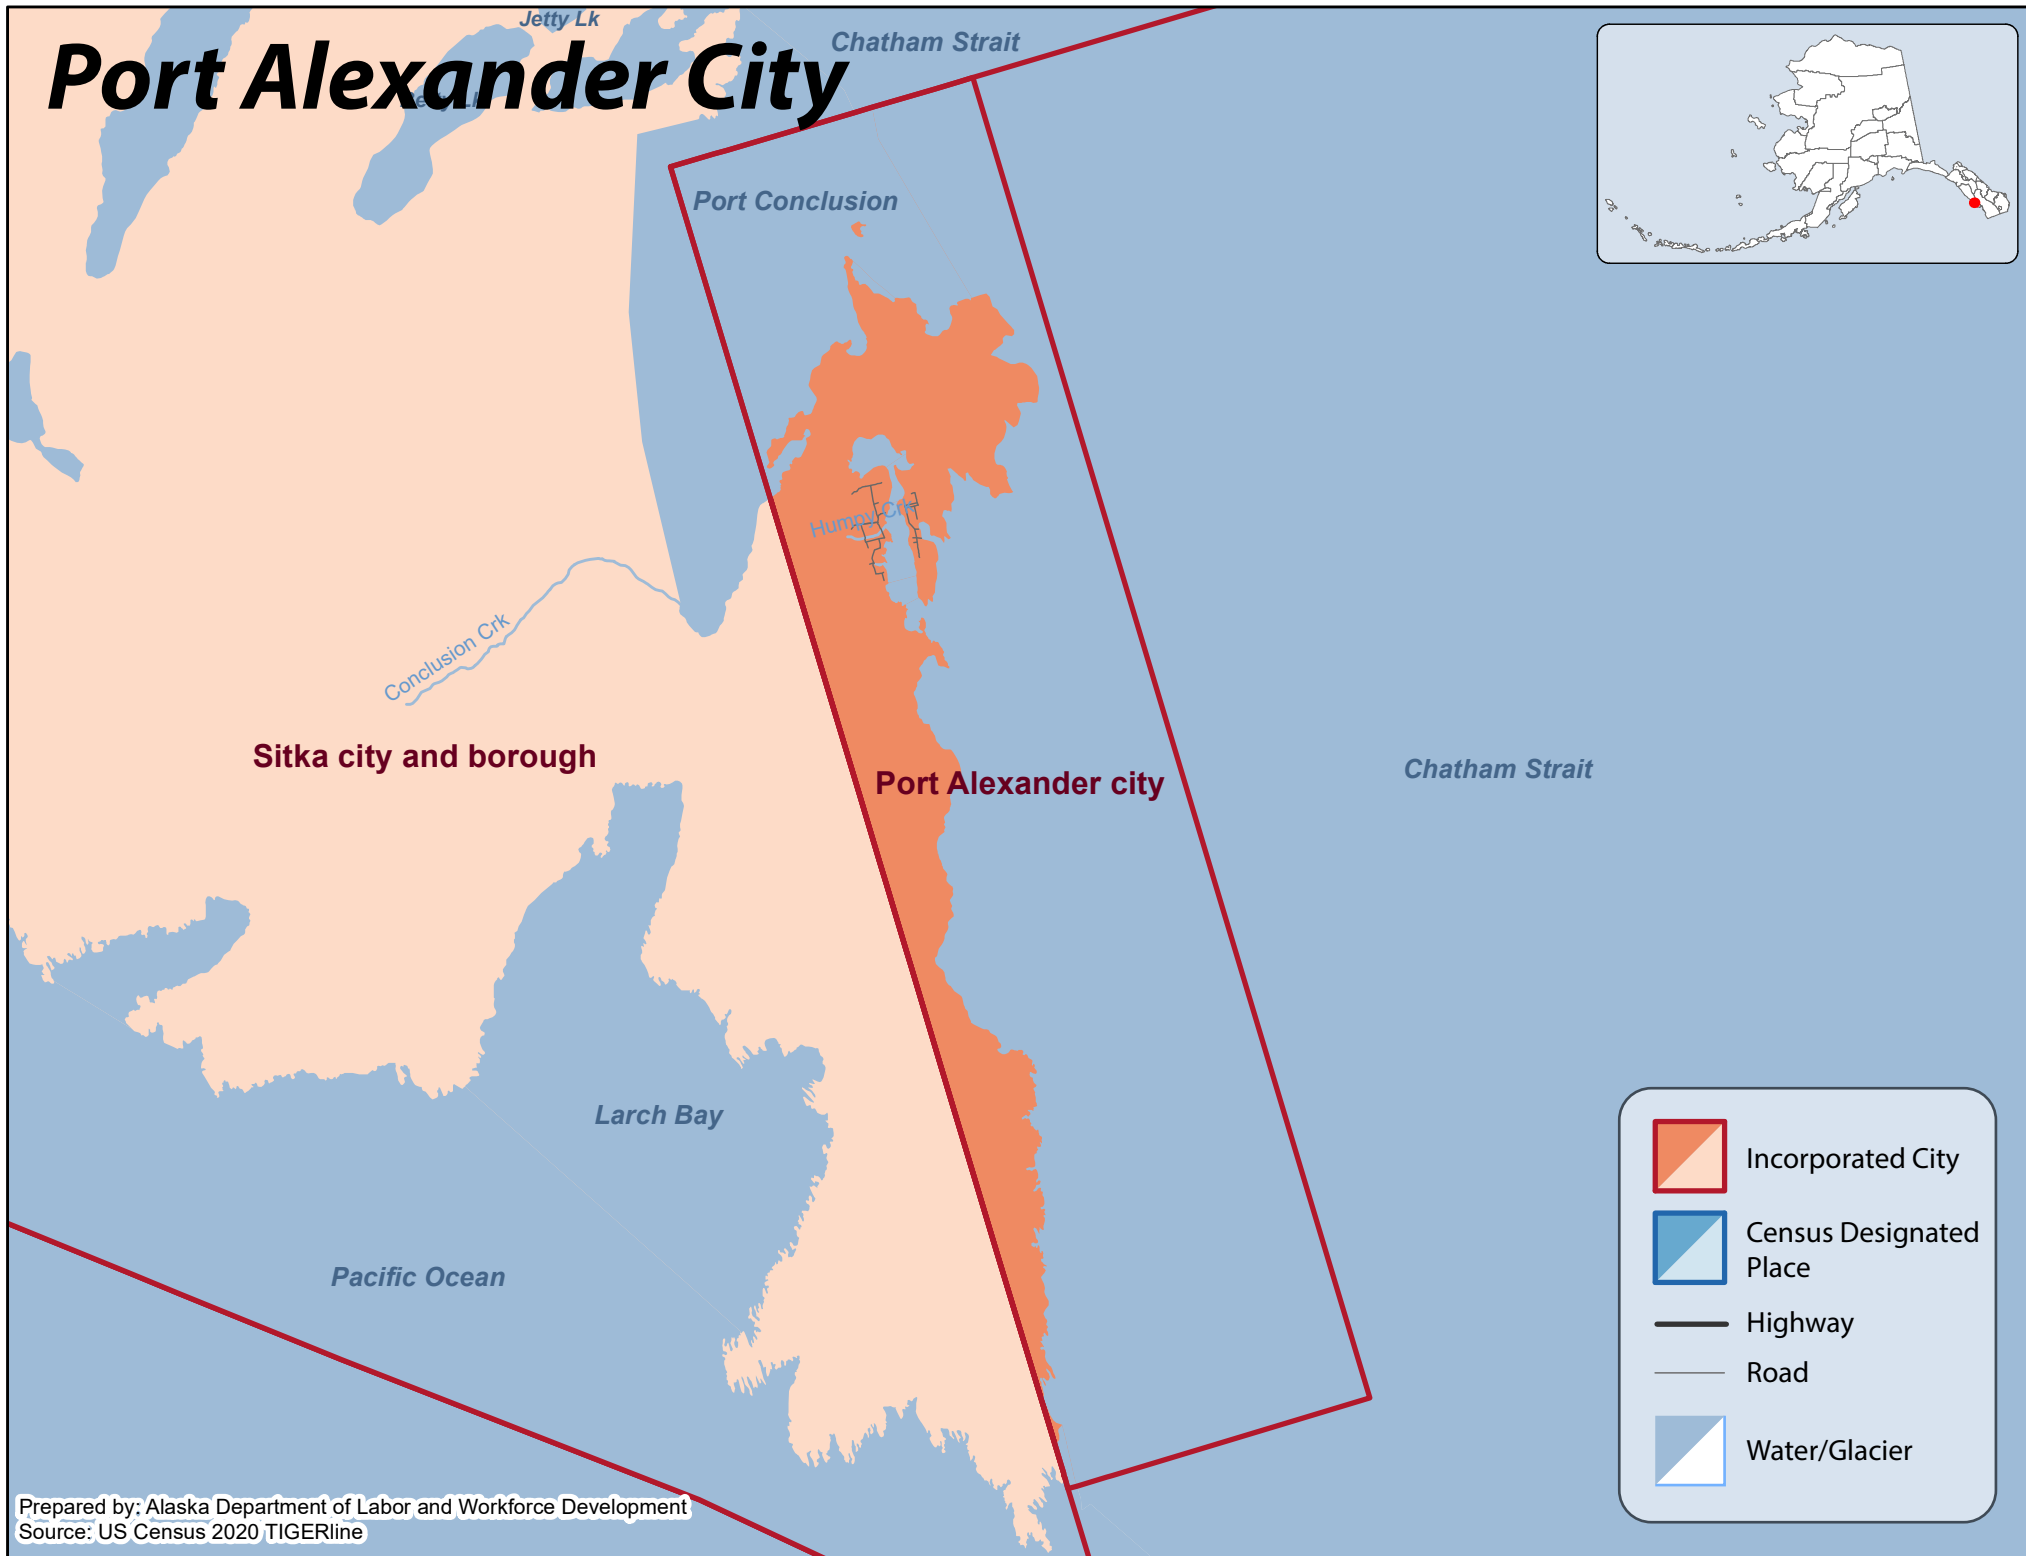 Jetty Lk
Chatham Strait
Port Alexander City
Port Conclusion
Humpy Crk
Conclusion Crk
Sitka city and borough
Port Alexander city
Chatham Strait
Larch Bay
Pacific Ocean
Incorporated City
Census Designated
Place
Highway
Road
Water/Glacier
Prepared by: Alaska Department of Labor and Workforce Development
Source: US Census 2020 TIGERline